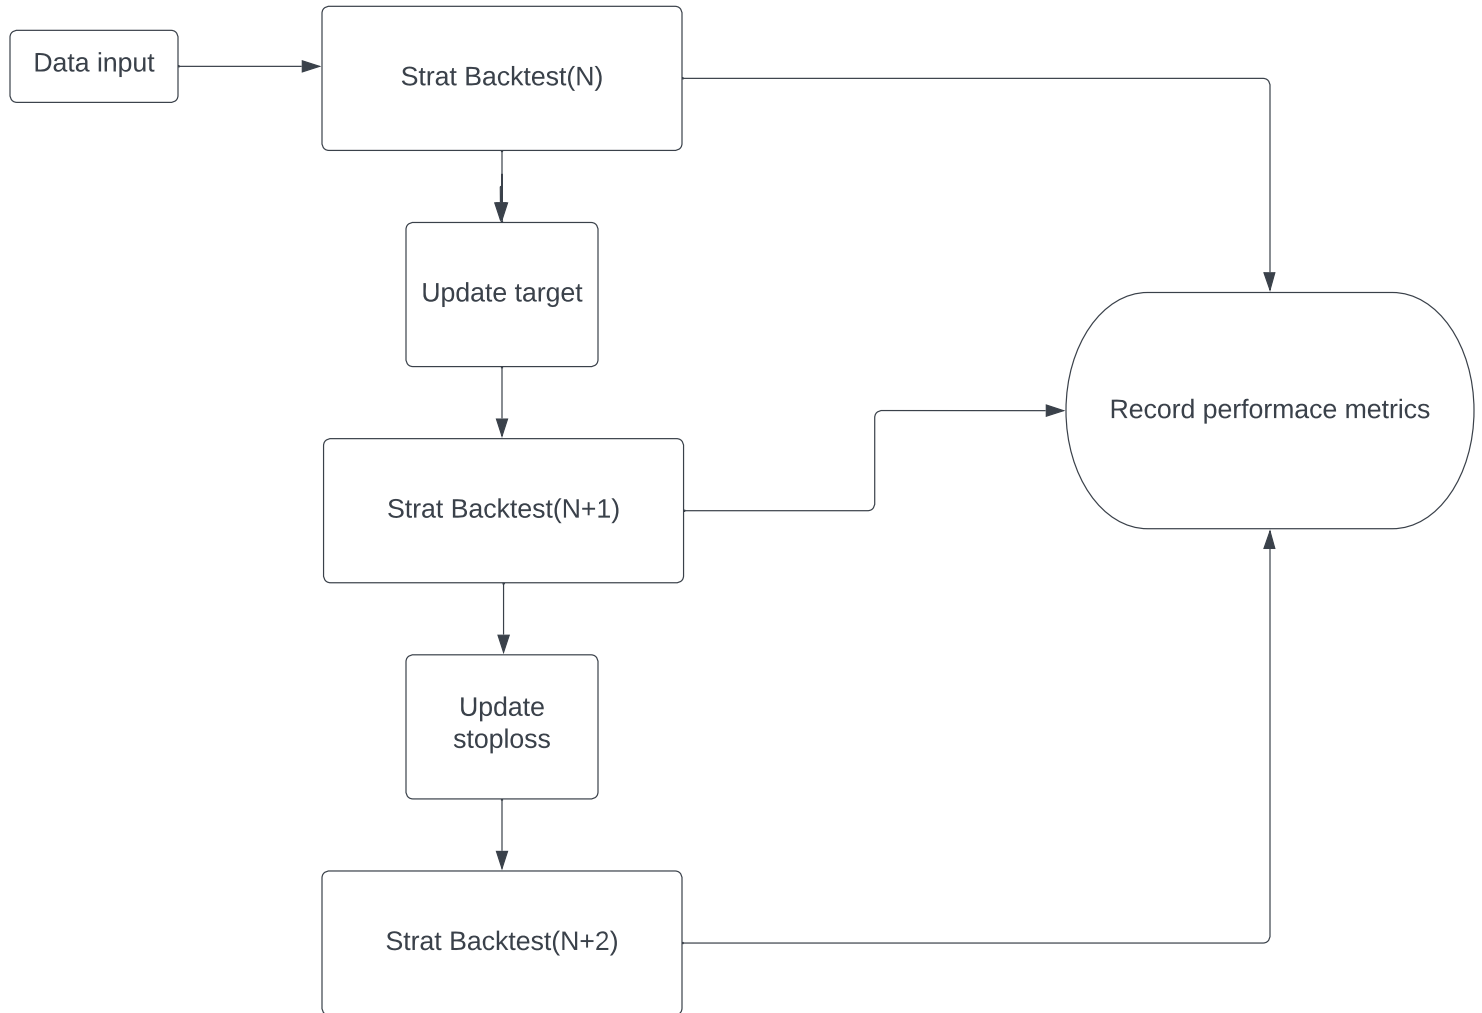 Data input
Strat Backtest(N)
Update target
Strat Backtest(N+1)
Record performace metrics
Update
stoploss
Strat Backtest(N+2)